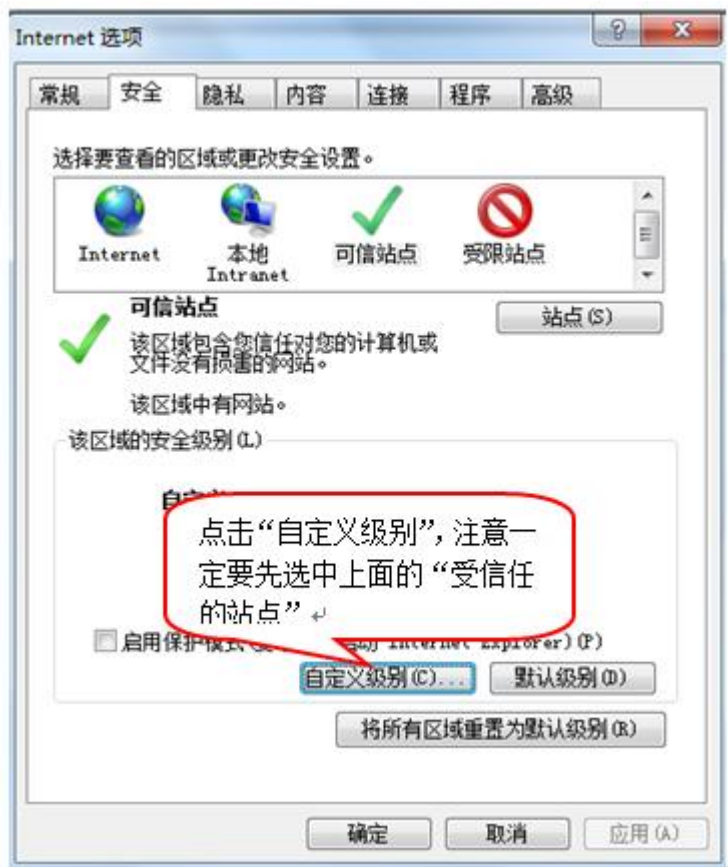 Internet 选项
常规 安全 隐私 内容 连接 程序 高级
选择要查看的区域或更改安全设置。
Internet 本地 Intranet 可信站点 受限站点
可信站点
站点(S)
该区域包含您信任对您的计算机或
文件没有损害的网站。
该区域中有网站。
该区域的安全级别(L)
点击“自定义级别”，注意一
定要先选中上面的“受信任
的站点”
启用保护模式 Internet Explorer)(P)
自定义级别(C)... 默认级别(D)
将所有区域重置为默认级别(R)
确定 取消 应用(A)